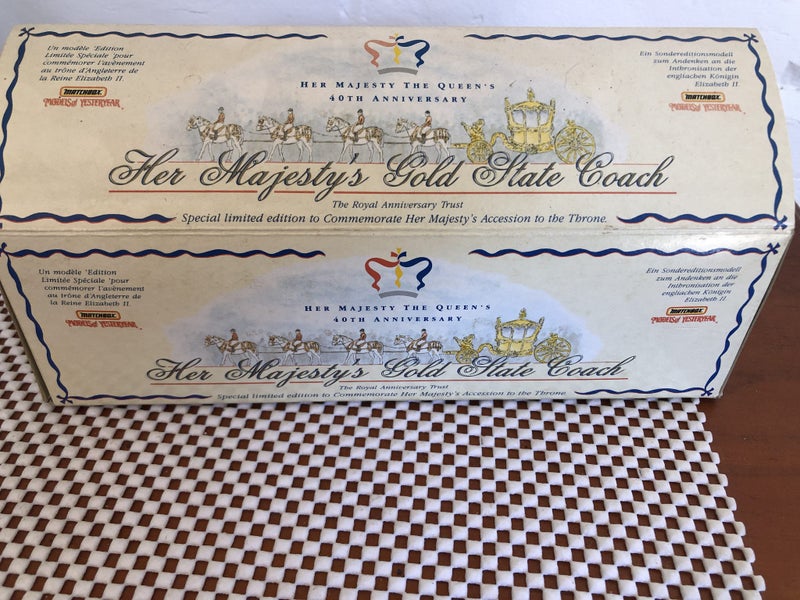 Un modèle 'Edition
Limitée Spéciale 'pour
commémorer l'avènement
au trône d'Angleterre de
la Reine Elizabeth II.
MATCHBOX
MODELS of YESTERYEAR
HER MAJESTY THE QUEEN'S
40TH ANNIVERSARY
Ein Sondereditionsmodell
zum Andenken an die
Inthronisation der
englischen Königin
Elizabeth II.
MATCHBOX
MODELS of YESTERYEAR
Her Majesty's Gold State Coach
The Royal Anniversary Trust
Special limited edition to Commemorate Her Majesty's Accession to the Throne.
Un modèle 'Edition
Limitée Spéciale 'pour
commémorer l'avènement
au trône d'Angleterre de
la Reine Elizabeth II.
MATCHBOX
MODELS of YESTERYEAR
HER MAJESTY THE QUEEN'S
40TH ANNIVERSARY
Ein Sondereditionsmodell
zum Andenken an die
Inthronisation der
englischen Königin
Elizabeth II.
MATCHBOX
MODELS of YESTERYEAR
Her Majesty's Gold State Coach
The Royal Anniversary Trust
Special limited edition to Commemorate Her Majesty's Accession to the Throne